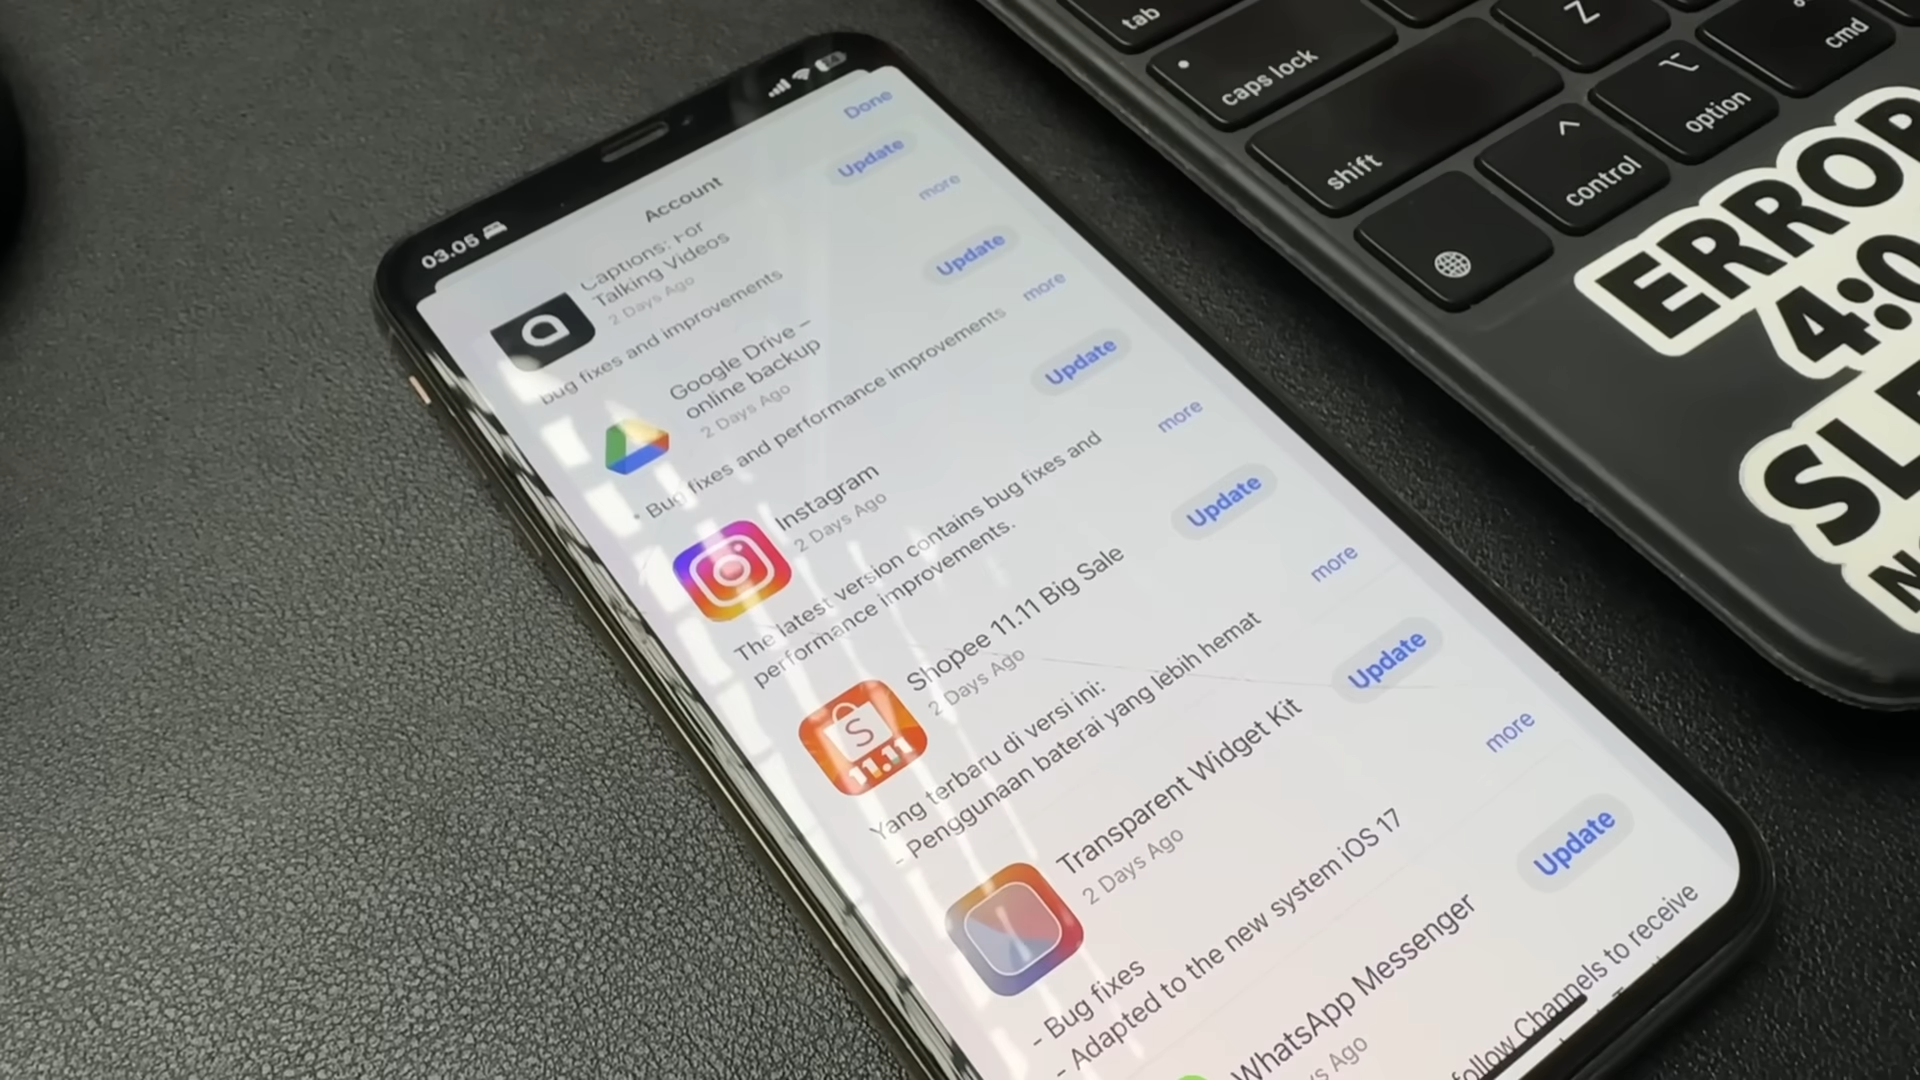 03.05
Done
Account
Update
Captions: For
Talking Videos
2 Days Ago
more
bug fixes and improvements
Update
Google Drive –
online backup
2 Days Ago
more
• Bug fixes and performance improvements
Update
Instagram
2 Days Ago
more
The latest version contains bug fixes and
performance improvements.
Update
Shopee 11.11 Big Sale
2 Days Ago
S
11.11
more
Yang terbaru di versi ini:
- Penggunaan baterai yang lebih hemat
Update
Transparent Widget Kit
2 Days Ago
more
- Bug fixes
- Adapted to the new system iOS 17
Update
WhatsApp Messenger
Ago
follow Channels to receive
tab
caps lock
shift
Z
control
option
cmd
ERROR
4:0
SLE